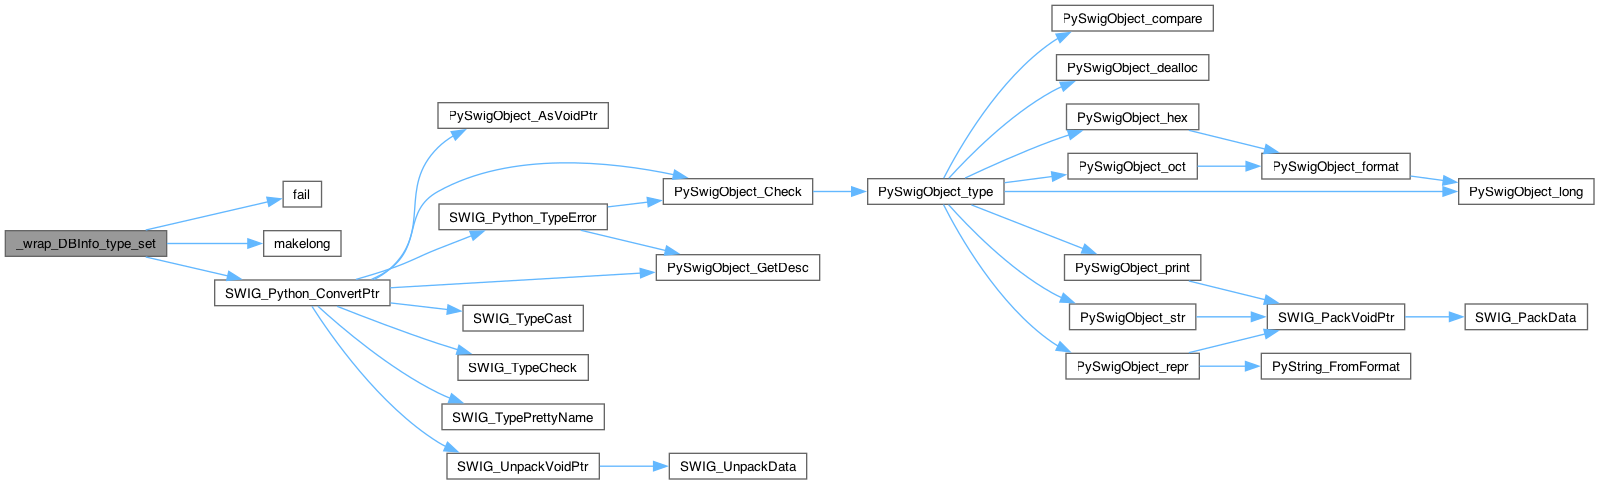 _wrap_DBInfo_type_set
fail
makelong
SWIG_Python_ConvertPtr
PySwigObject_AsVoidPtr
SWIG_Python_TypeError
SWIG_TypeCast
SWIG_TypeCheck
SWIG_TypePrettyName
SWIG_UnpackVoidPtr
PySwigObject_Check
PySwigObject_GetDesc
SWIG_UnpackData
PySwigObject_type
PySwigObject_compare
PySwigObject_dealloc
PySwigObject_hex
PySwigObject_oct
PySwigObject_print
PySwigObject_str
PySwigObject_repr
PySwigObject_format
SWIG_PackVoidPtr
PyString_FromFormat
PySwigObject_long
SWIG_PackData